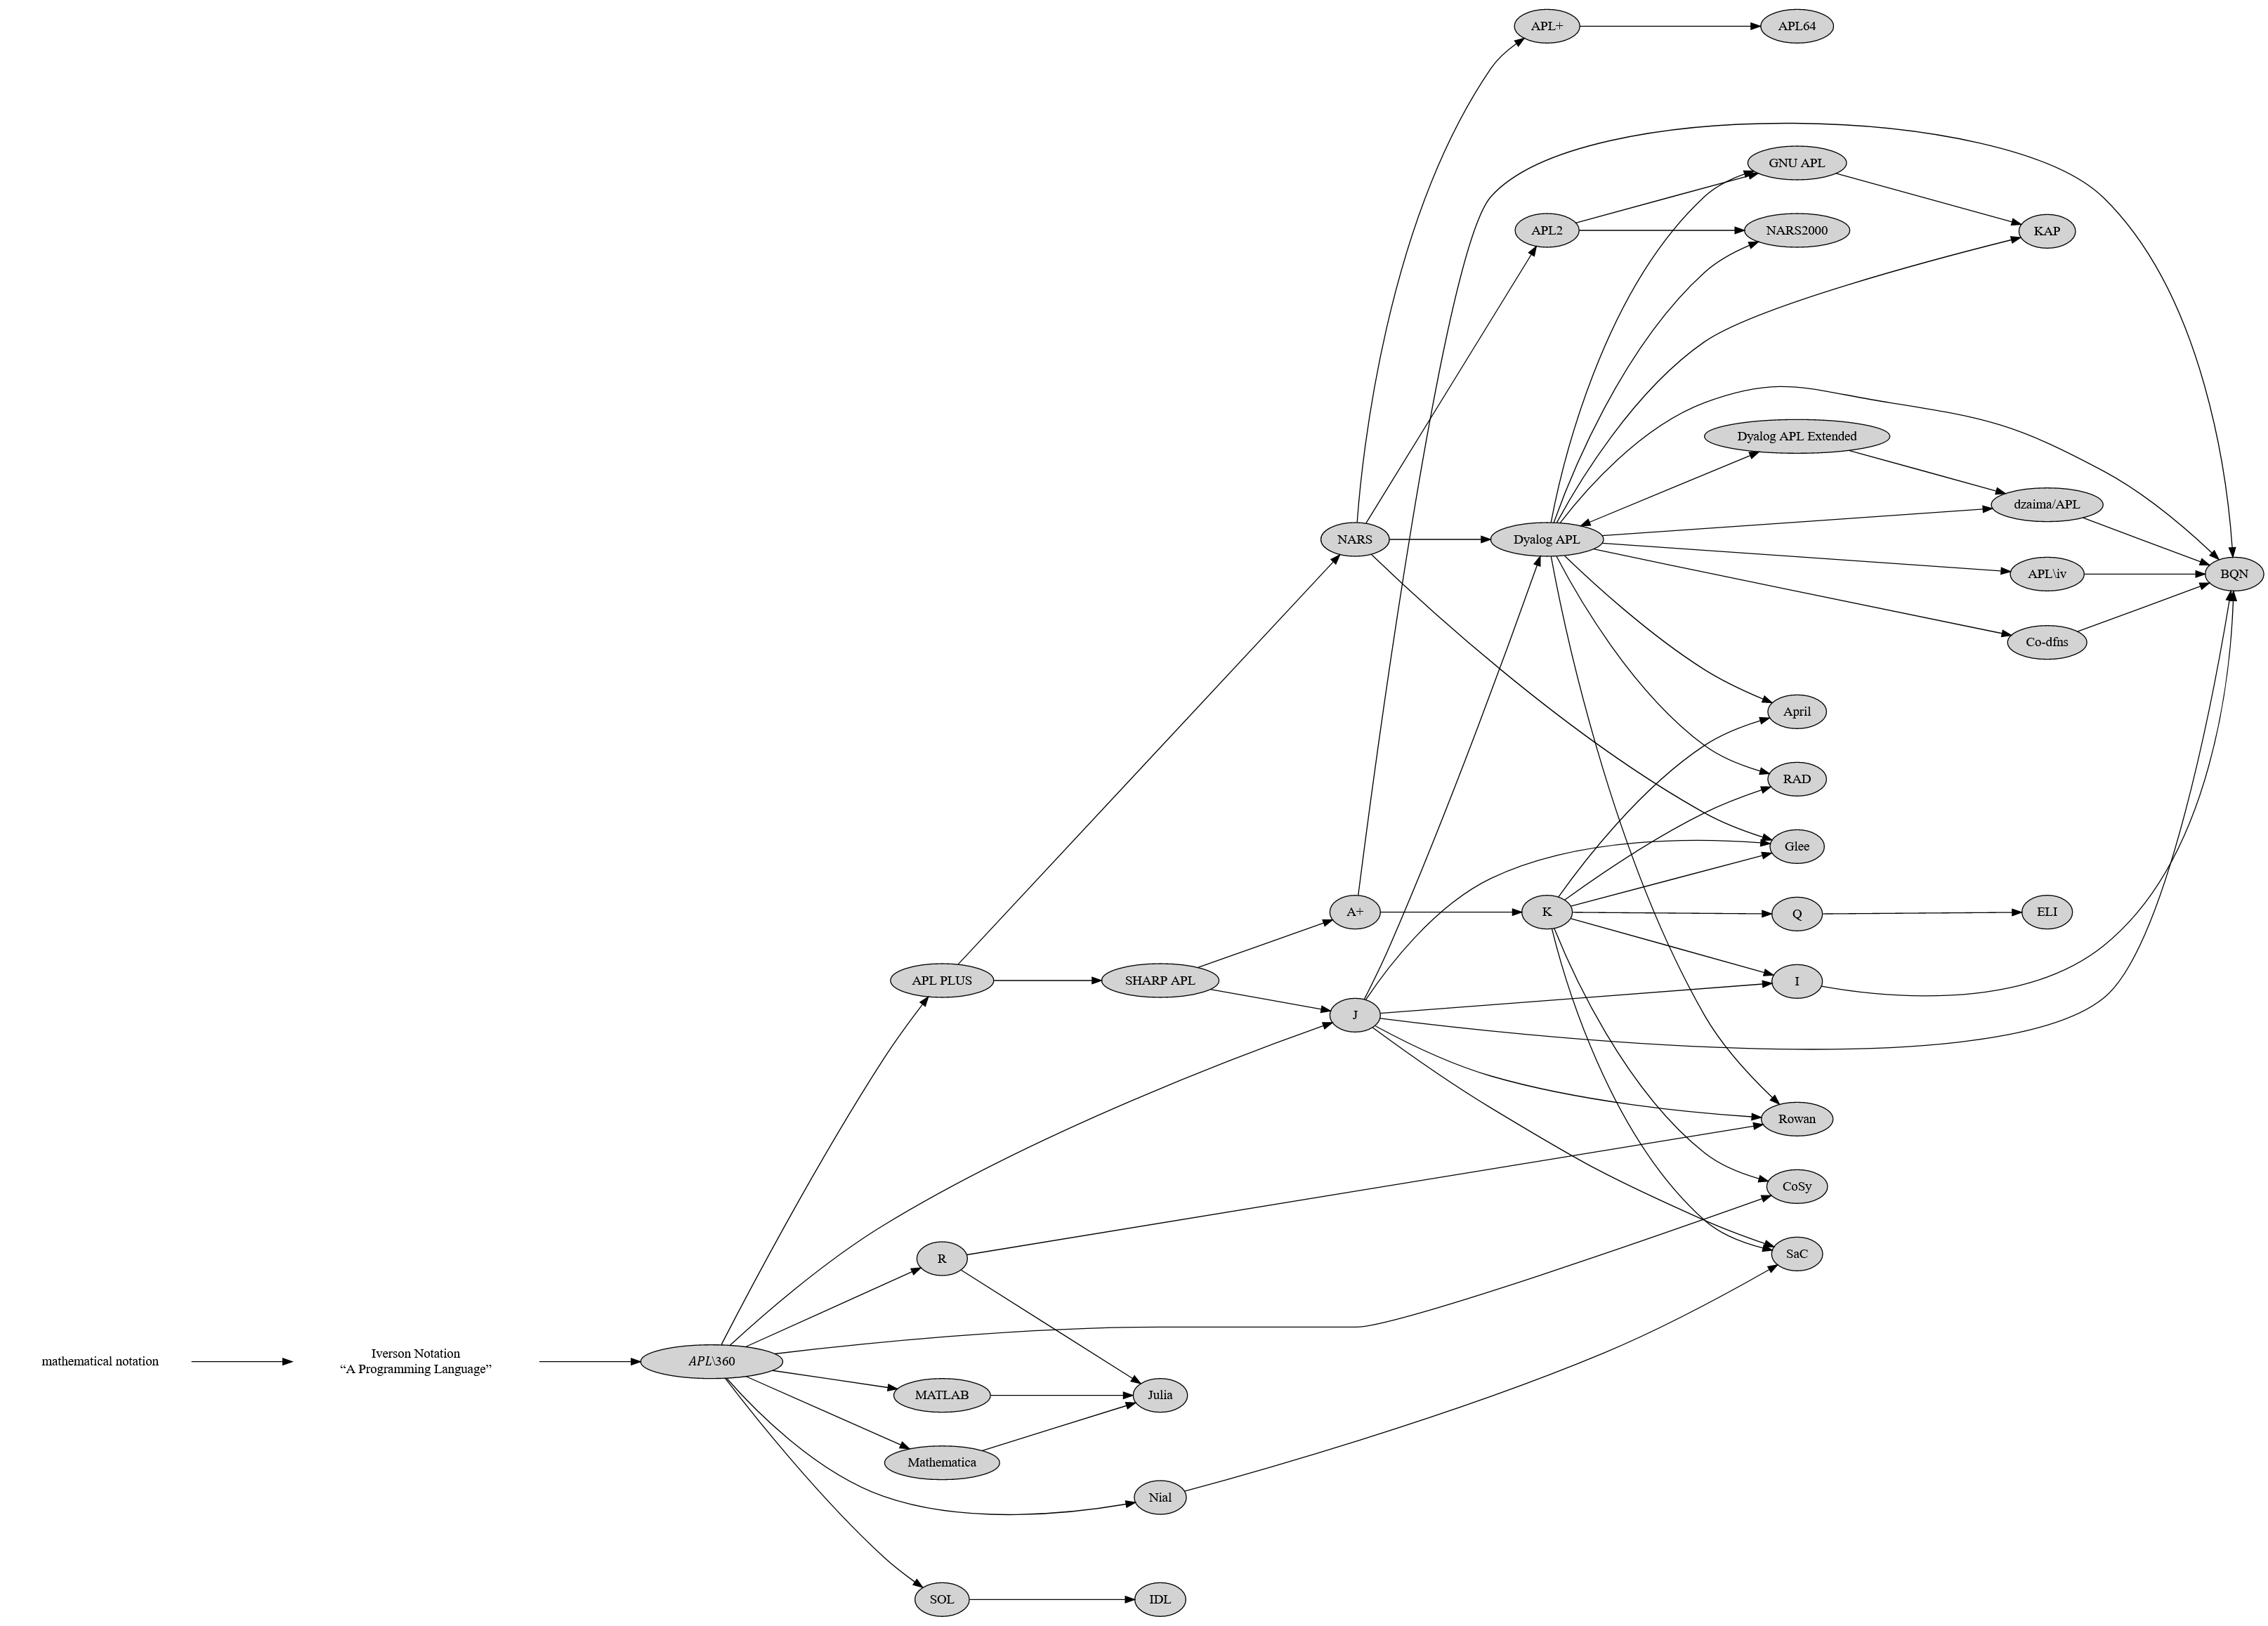 APL+
APL64
GNU APL
APL2
NARS2000
KAP
Dyalog APL Extended
dzaima/APL
NARS
Dyalog APL
APL\iv
BQN
Co-dfns
April
RAD
Glee
A+
K
Q
ELI
APL PLUS
SHARP APL
I
J
Rowan
CoSy
R
SaC
mathematical notation
Iverson Notation
“A Programming Language”
APL\360
MATLAB
Julia
Mathematica
Nial
SOL
IDL